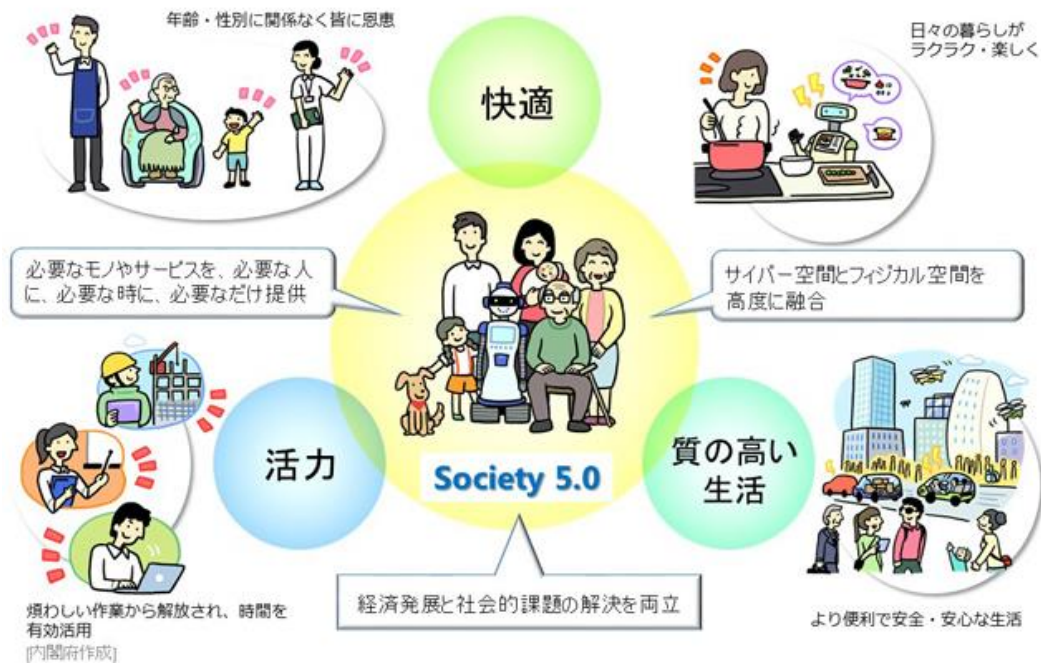 年齢・性別に関係なく皆に恩恵
日々の暮らしが
ラクラク・楽しく
快適
必要なモノやサービスを、必要な人
に、必要な時に、必要なだけ提供
サイバー空間とフィジカル空間を
高度に融合
活力
Society 5.0
質の高い
生活
経済発展と社会的課題の解決を両立
煩わしい作業から解放され、時間を
有効活用
[内閣府作成]
より便利で安全・安心な生活